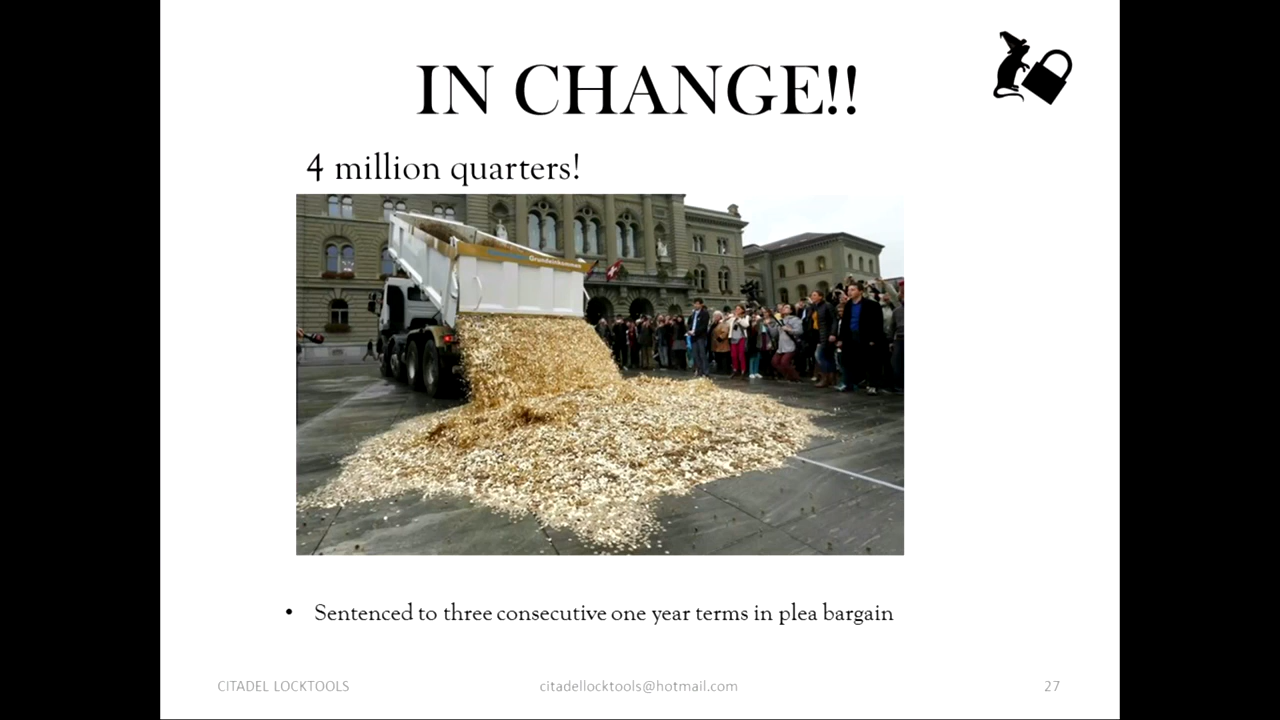 IN CHANGE!!
4 million quarters!
Grundeinkommen
• Sentenced to three consecutive one year terms in plea bargain
CITADEL LOCKTOOLS
citadellocktools@hotmail.com
27